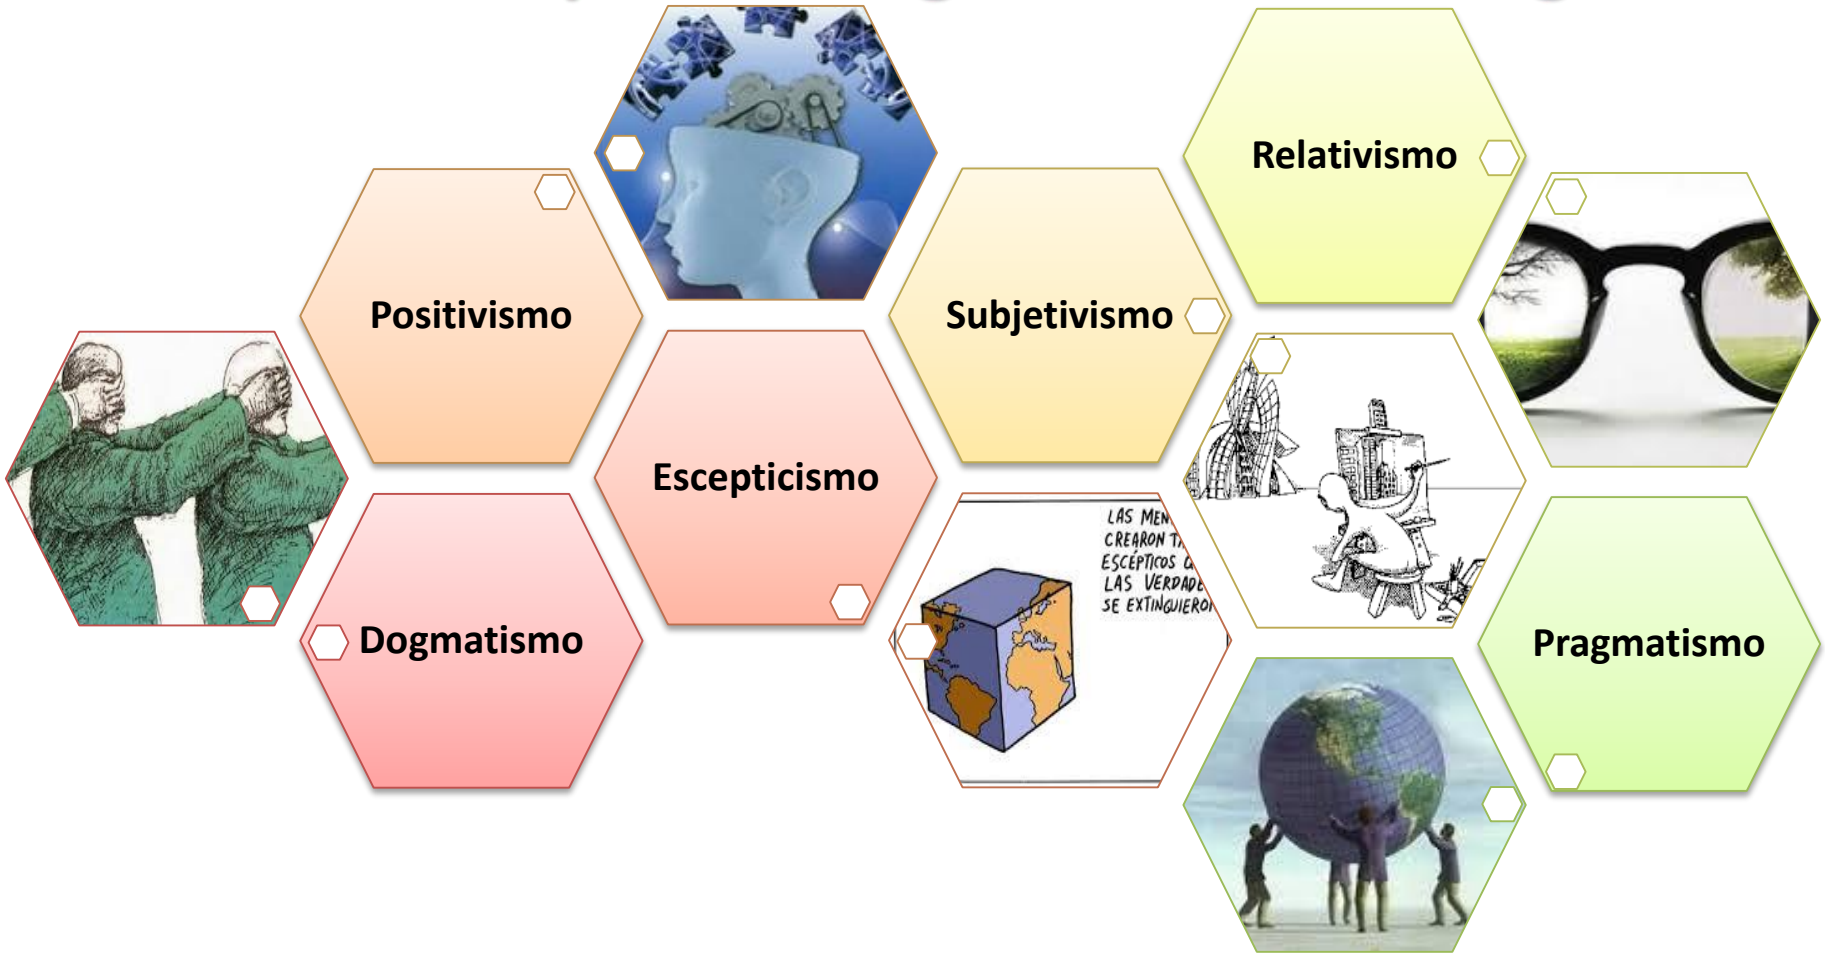 Relativismo
Positivismo
Subjetivismo
Escepticismo
LAS
CREARON
ESCÉPTICOS
LAS
SE
Dogmatismo
Pragmatismo